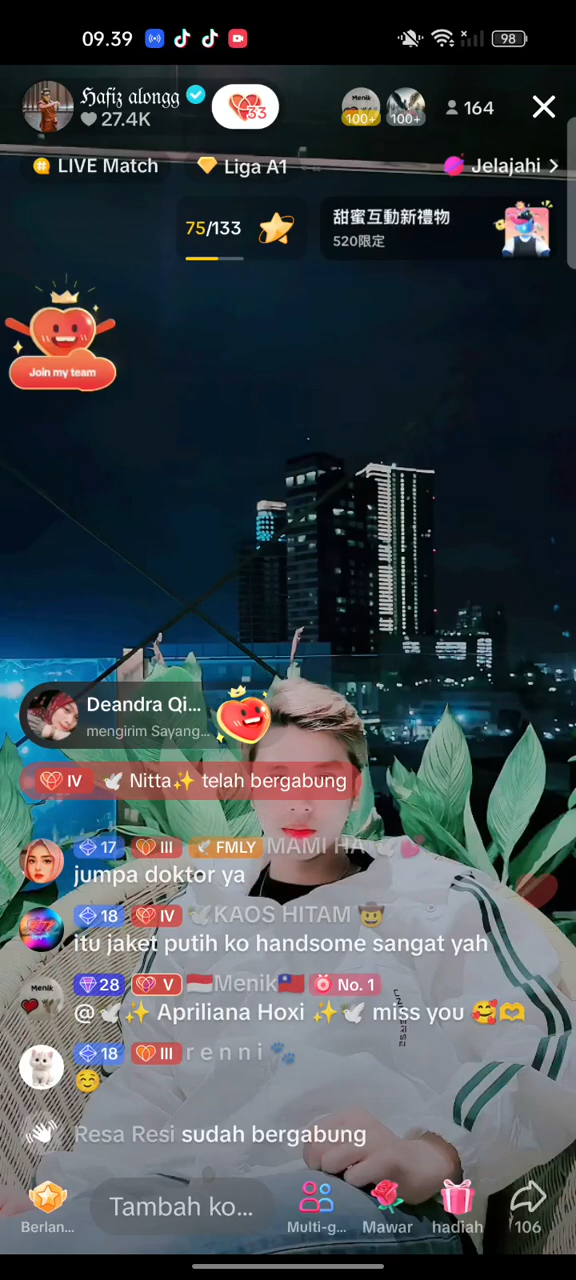 09.39
98
Hafiz alongg
27.4K
33
Menik
100+
100+
164
LIVE Match
Liga A1
Jelajahi >
75/133
甜蜜互動新禮物
520限定
Join my team
Deandra Qi...
mengirim Sayang...
IV 🕊️ Nitta✨ telah bergabung
17 III FMLY MAMI HA 🕊️💕
jumpa doktor ya
18 IV 🕊️KAOS HITAM 🤠
itu jaket putih ko handsome sangat yah
Menik
28 V 🇮🇩Menik🇹🇼 No. 1
@🕊️✨ Apriliana Hoxi ✨🕊️ miss you 🥰🫶
18 III r e n n i 🐾
☺️
Resa Resi sudah bergabung
Berlan...
Tambah ko...
Multi-g...
Mawar
hadiah
106